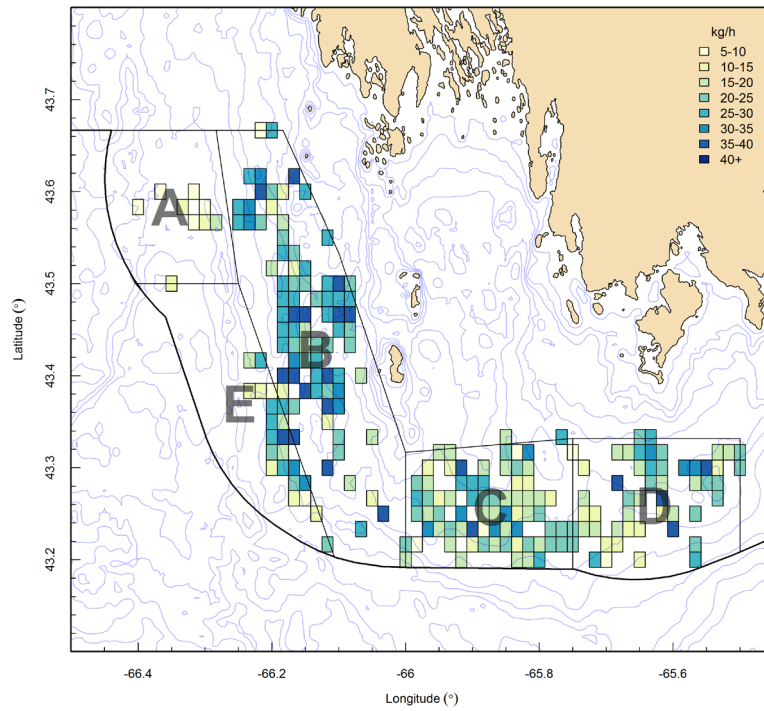 kg/h
5-10
10-15
15-20
20-25
25-30
30-35
35-40
40+
43.7
43.6
43.5
43.4
43.3
43.2
Latitude (°)
A
B
E
C
D
-66.4
-66.2
-66
-65.8
-65.6
Longitude (°)